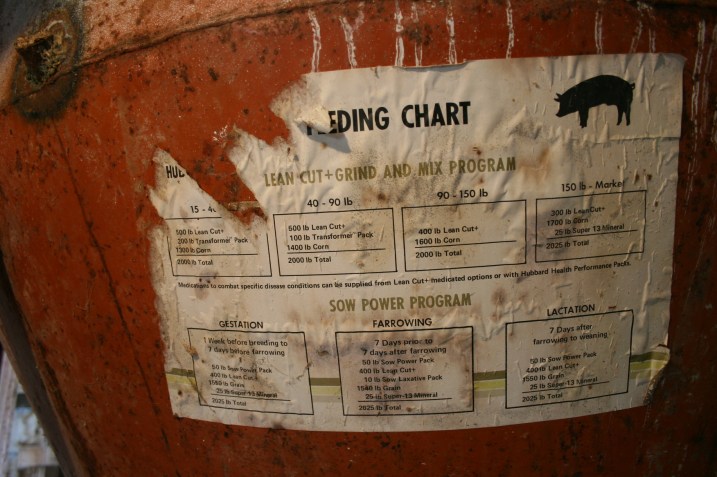 EEDING CHART
HUB
LEAN CUT+ GRIND AND MIX PROGRAM
15 - 4
500 lb Lean Cut+
200 lb Transformer™ Pack
1300 lb Corn
2000 lb Total
40 - 90 lb
500 lb Lean Cut+
100 lb Transformer™ Pack
1400 lb Corn
2000 lb Total
90 - 150 lb
400 lb Lean Cut+
1600 lb Corn
2000 lb Total
150 lb - Market
300 lb Lean Cut+
1700 lb Corn
25 lb Super 13 Mineral
2025 lb Total
Medications to combat specific disease conditions can be supplied from Lean Cut+ medicated options or with Hubbard Health Performance Packs.
SOW POWER PROGRAM
GESTATION
1 Week before breeding to
7 days before farrowing
50 lb Sow Power Pack
400 lb Lean Cut+
1550 lb Grain
25 lb Super-13-Mineral
2025 lb Total
FARROWING
7 Days prior to
7 days after farrowing
50 lb Sow Power Pack
400 lb Lean Cut+
10 lb Sow Laxative Pack
1540 lb Grain
25 lb Super-13-Mineral
2025 lb Total
LACTATION
7 Days after
farrowing to weaning
50 lb Sow Power Pack
400 lb Lean Cut+
1550 lb Grain
25 lb Super-13 Mineral
2025 lb Total